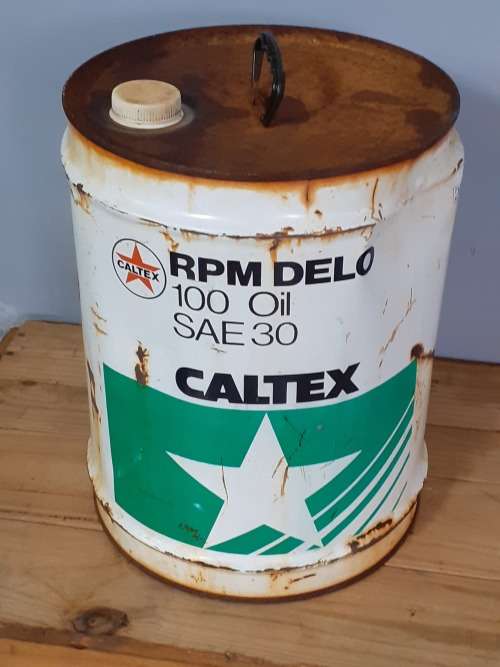 CALTEX
RPM DELO
100 Oil
SAE 30
CALTEX